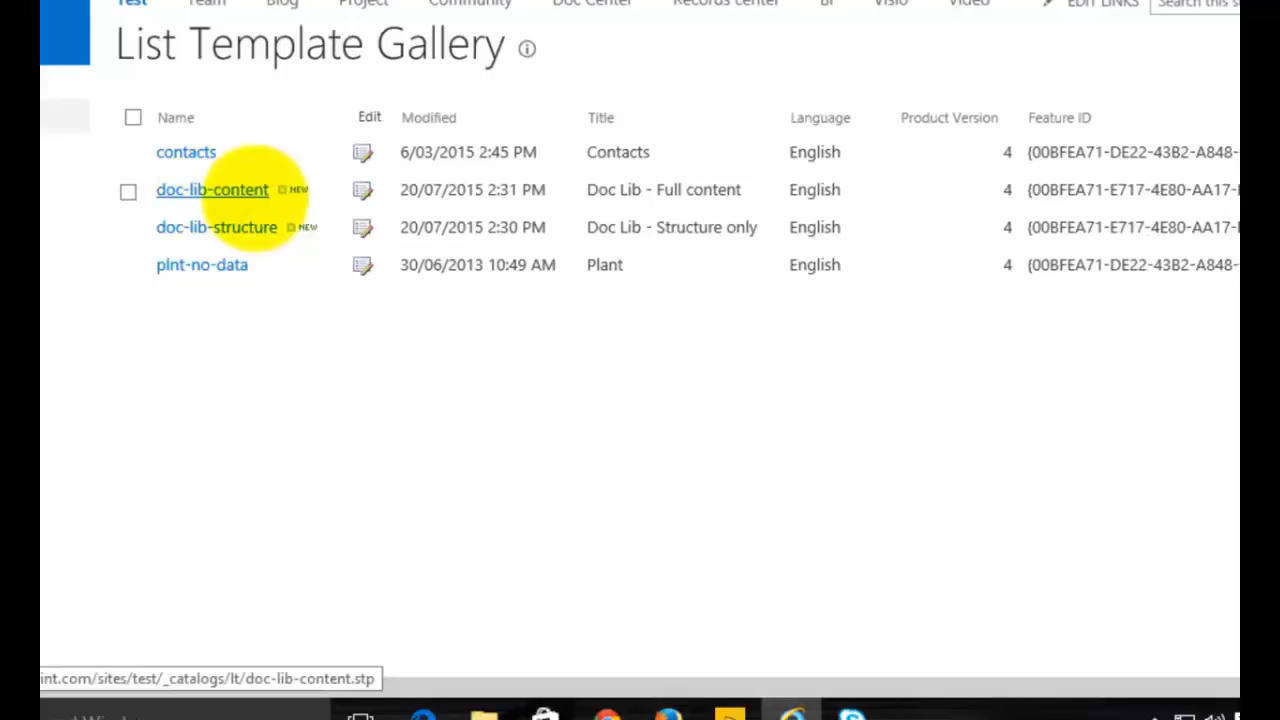 Test Team Blog Project Community Doc Center Records center BI Visio Video EDIT LINKS Search this s
List Template Gallery
Name Edit Modified Title Language Product Version Feature ID
contacts 6/03/2015 2:45 PM Contacts English 4 {00BFEA71-DE22-43B2-A848-
doc-lib-content NEW 20/07/2015 2:31 PM Doc Lib - Full content English 4 {00BFEA71-E717-4E80-AA17-
doc-lib-structure NEW 20/07/2015 2:30 PM Doc Lib - Structure only English 4 {00BFEA71-E717-4E80-AA17-
plnt-no-data 30/06/2013 10:49 AM Plant English 4 {00BFEA71-DE22-43B2-A848-
int.com/sites/test/_catalogs/lt/doc-lib-content.stp